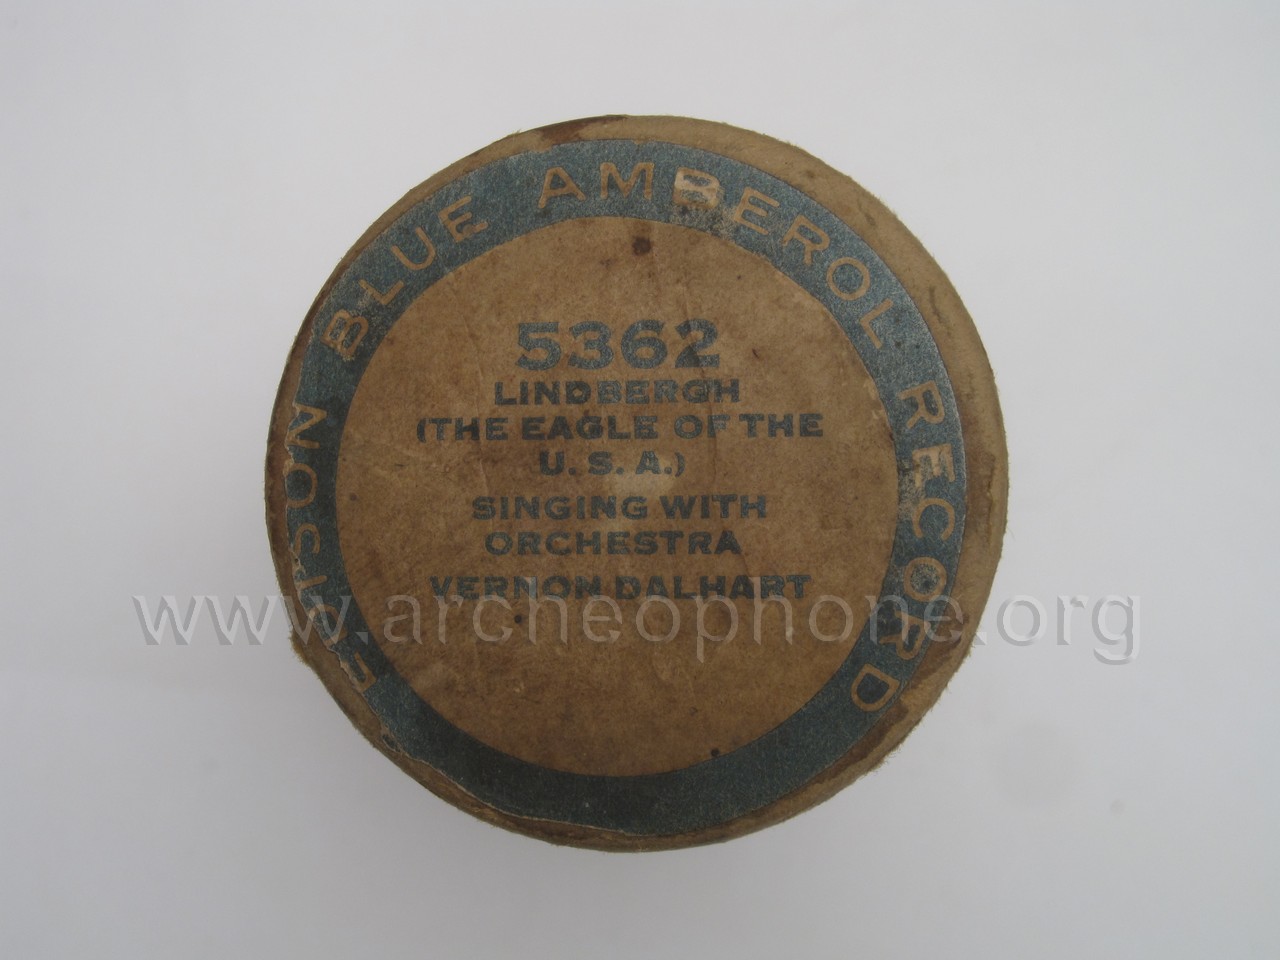 EDISON BLUE AMBEROL RECORD
5362
LINDBERGH
(THE EAGLE OF THE
U. S. A.)
SINGING WITH
ORCHESTRA
VERNON DALHART
www.archeophone.org